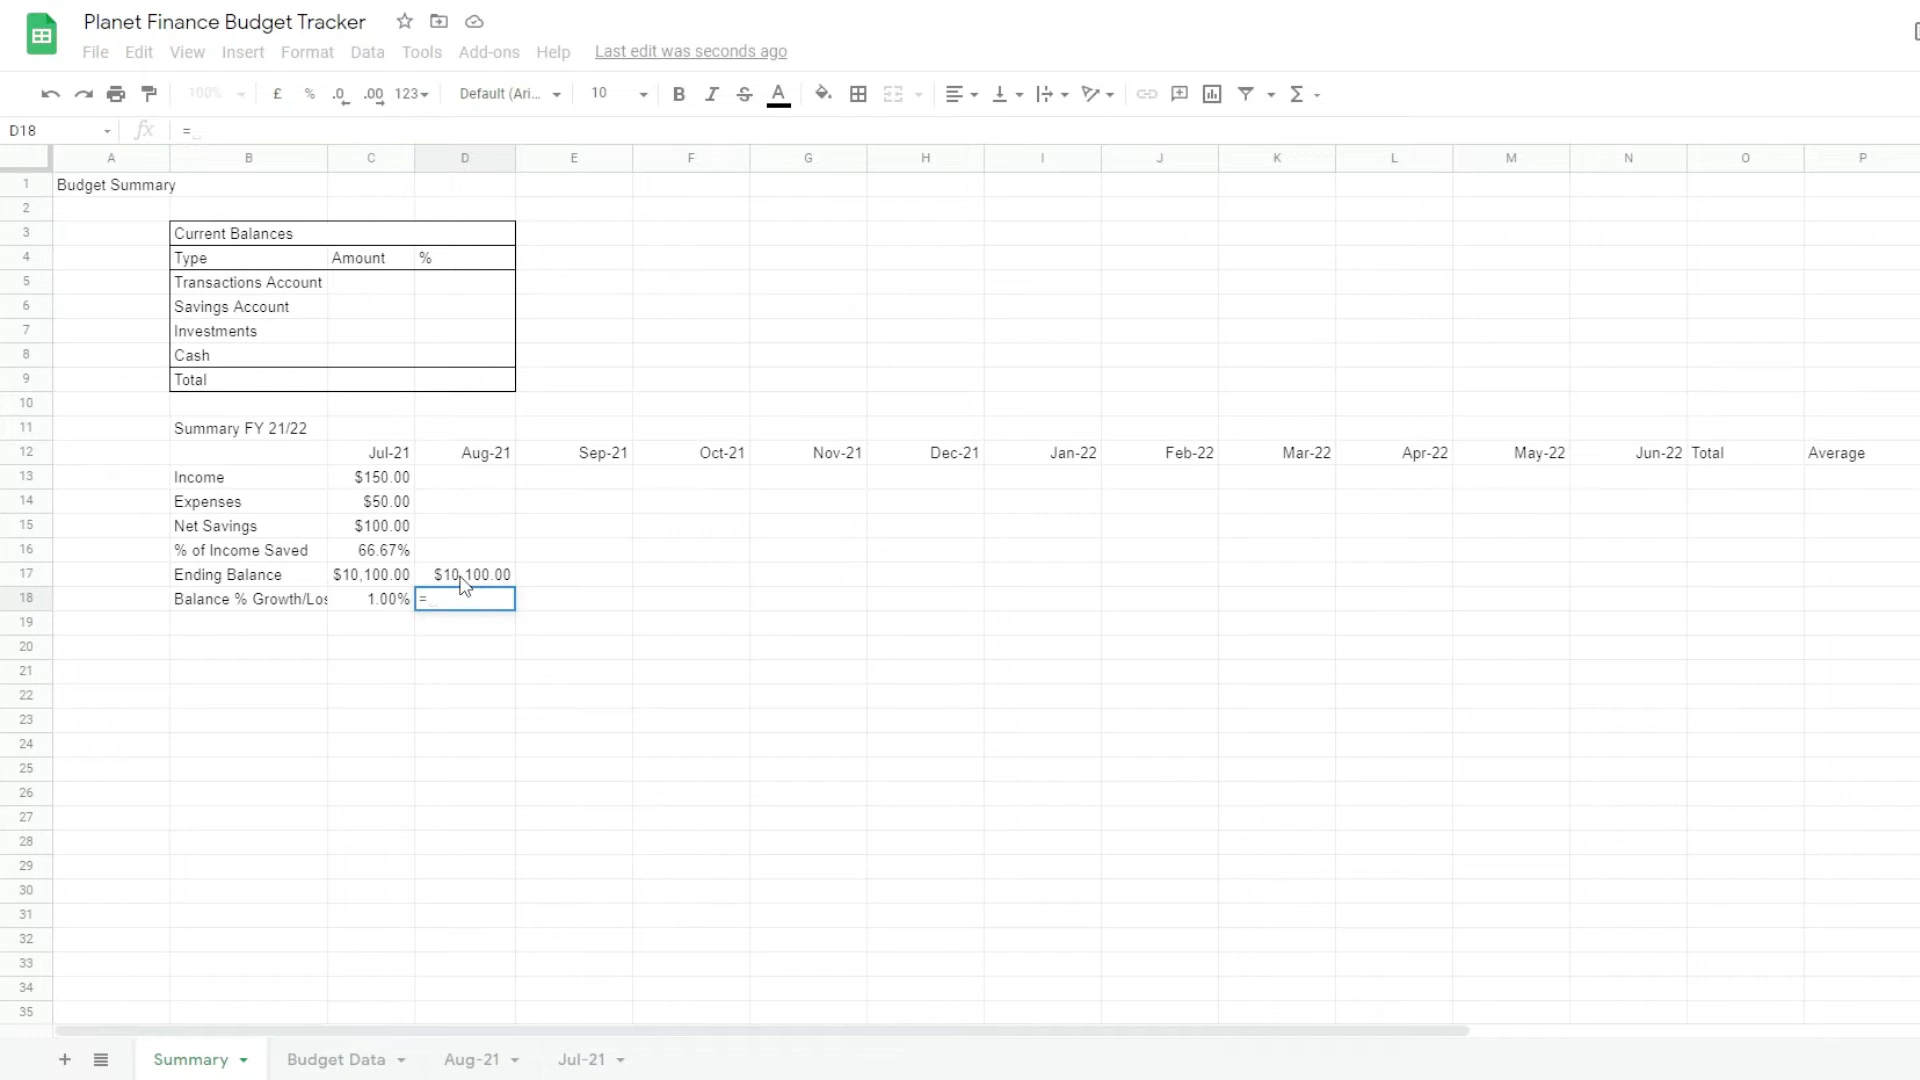 Planet Finance Budget Tracker
File Edit View Insert Format Data Tools Add-ons Help Last edit was seconds ago
100% £ % .0 .00 123 Default (Ari... 10 B I S A Σ
D18 fx =
A B C D E F G H I J K L M N O P
1 Budget Summary
2
3 Current Balances
4 Type Amount %
5 Transactions Account
6 Savings Account
7 Investments
8 Cash
9 Total
10
11 Summary FY 21/22
12 Jul-21 Aug-21 Sep-21 Oct-21 Nov-21 Dec-21 Jan-22 Feb-22 Mar-22 Apr-22 May-22 Jun-22 Total Average
13 Income $150.00
14 Expenses $50.00
15 Net Savings $100.00
16 % of Income Saved 66.67%
17 Ending Balance $10,100.00 $10,100.00
18 Balance % Growth/Los 1.00% =
19
20
21
22
23
24
25
26
27
28
29
30
31
32
33
34
35
+ Summary Budget Data Aug-21 Jul-21